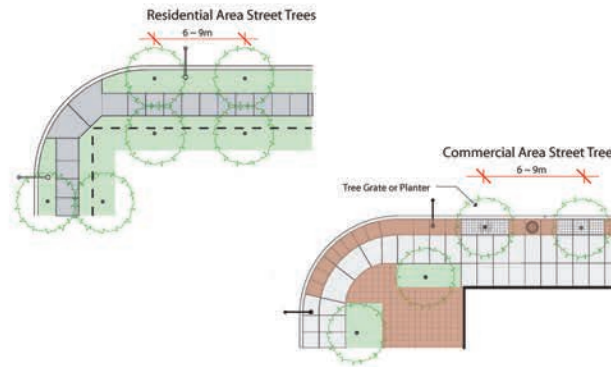 Residential Area Street Trees
6 ~ 9m
Commercial Area Street Tree
6 ~ 9m
Tree Grate or Planter